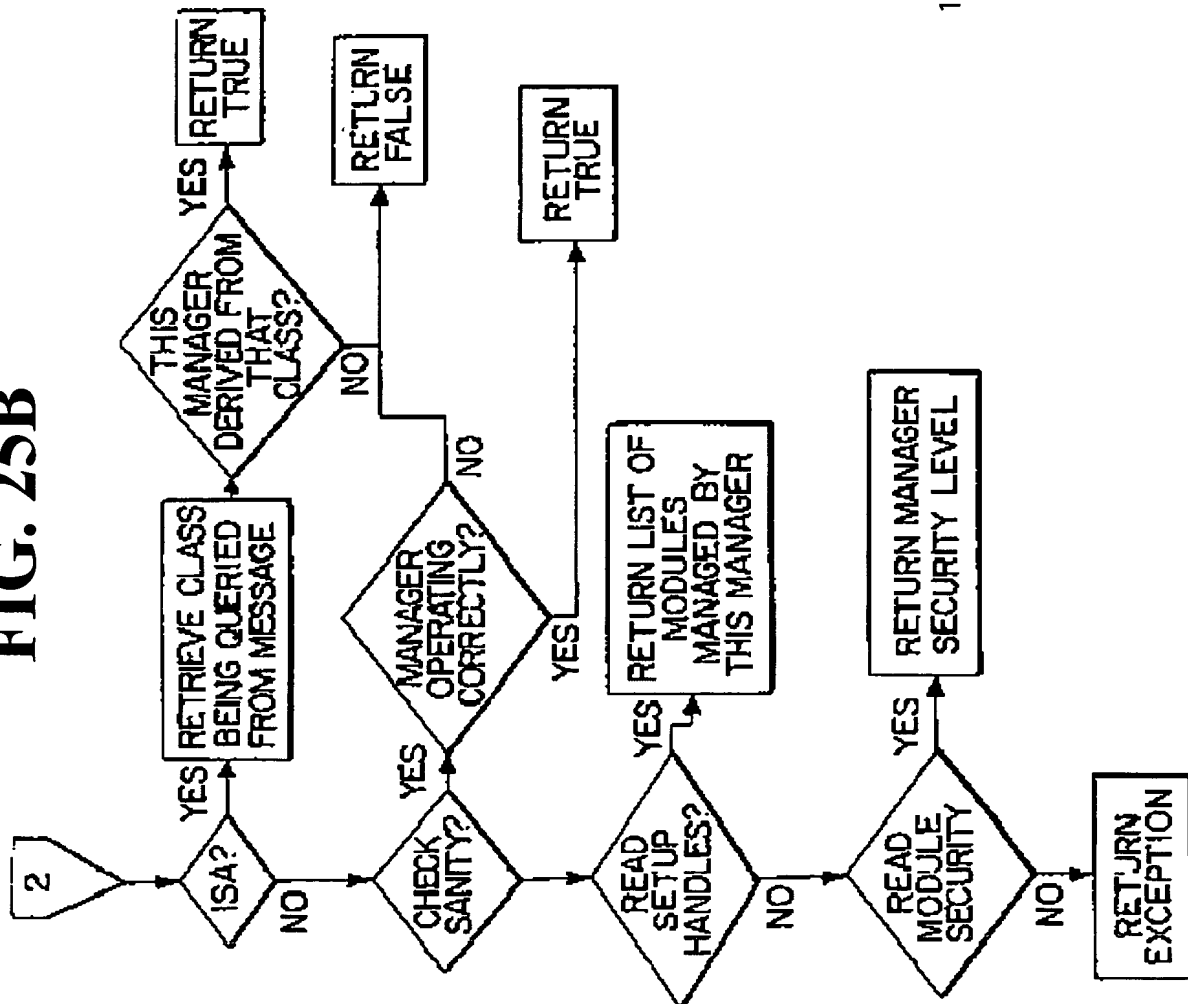 FIG. 25B
2
ISA?
YES
NO
RETRIEVE CLASS
BEING QUERIED
FROM MESSAGE
THIS
MANAGER
DERIVED FROM
THAT
CLASS?
YES
RETURN
TRUE
NO
RETURN
FALSE
CHECK
SANITY?
YES
MANAGER
OPERATING
CORRECTLY?
NO
YES
RETURN
TRUE
READ
SETUP
HANDLES?
YES
RETURN LIST OF
MODULES
MANAGED BY
THIS MANAGER
NO
READ
MODULE
SECURITY
YES
RETURN MANAGER
SECURITY LEVEL
NO
RETURN
EXCEPTION
1